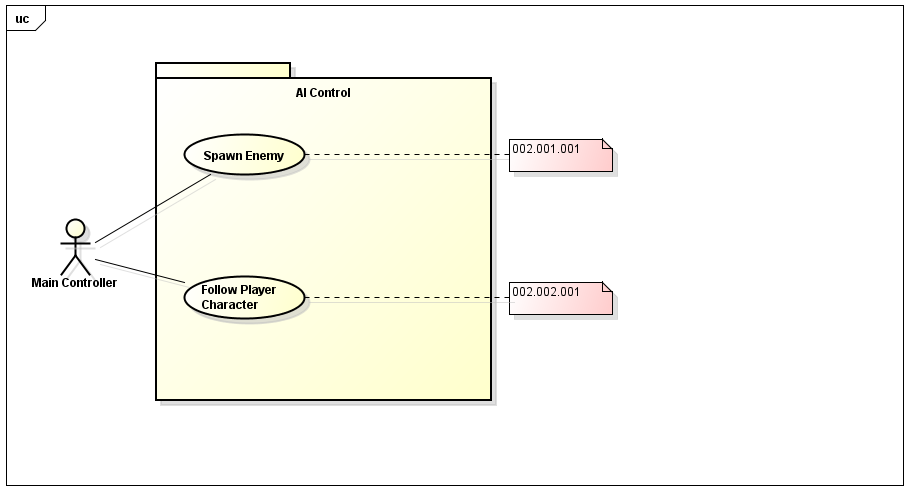 uc
AI Control
Spawn Enemy
002.001.001
Main Controller
Follow Player
Character
002.002.001